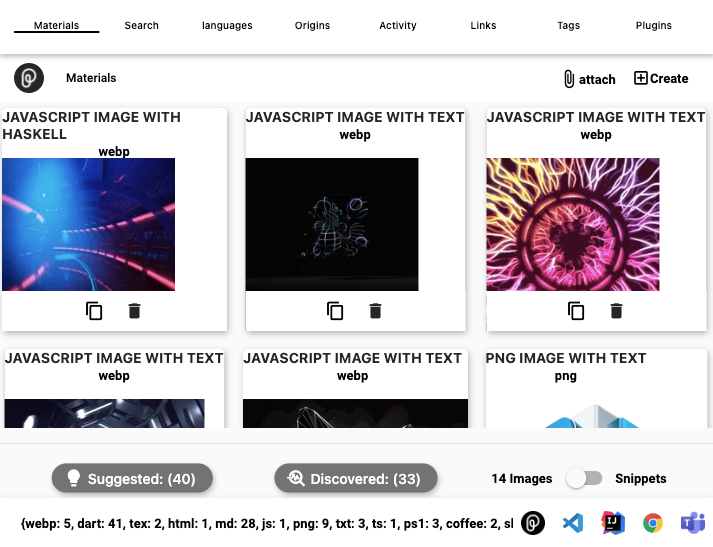 Materials Search languages Origins Activity Links Tags Plugins
Materials attach Create
JAVASCRIPT IMAGE WITH
HASKELL
webp
JAVASCRIPT IMAGE WITH TEXT
webp
JAVASCRIPT IMAGE WITH TEXT
webp
JAVASCRIPT IMAGE WITH TEXT
webp
JAVASCRIPT IMAGE WITH TEXT
webp
PNG IMAGE WITH TEXT
png
Suggested: (40) Discovered: (33) 14 Images Snippets
{webp: 5, dart: 41, tex: 2, html: 1, md: 28, js: 1, png: 9, txt: 3, ts: 1, ps1: 3, coffee: 2,
IJ